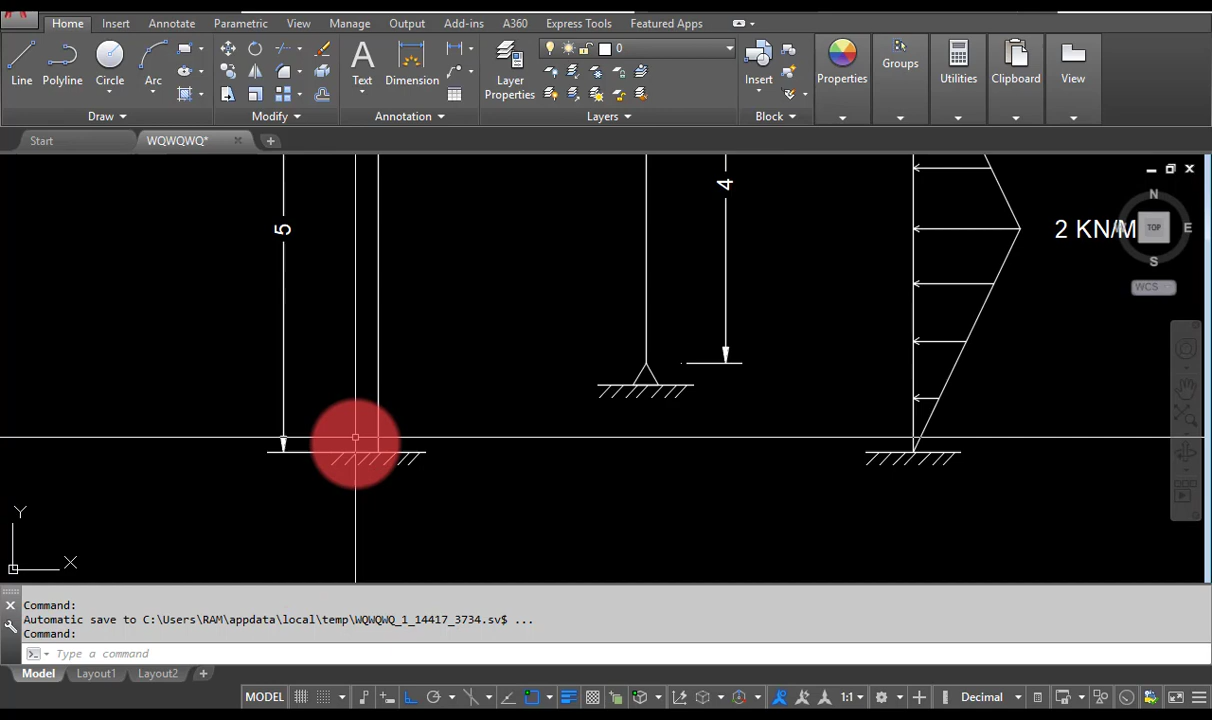 Home Insert Annotate Parametric View Manage Output Add-ins A360 Express Tools Featured Apps
0
Line Polyline Circle Arc Text Dimension Layer Properties Insert Properties Groups Utilities Clipboard View
Draw Modify Annotation Layers Block
Start WQWQWQ*
N
4
5
2 KN/M
TOP
E
S
WCS
Y
X
Command:
Automatic save to C:\Users\RAM\appdata\local\temp\WQWQWQ_1_14417_3734.sv$ ...
Command:
Type a command
Model Layout1 Layout2
MODEL 1:1 Decimal